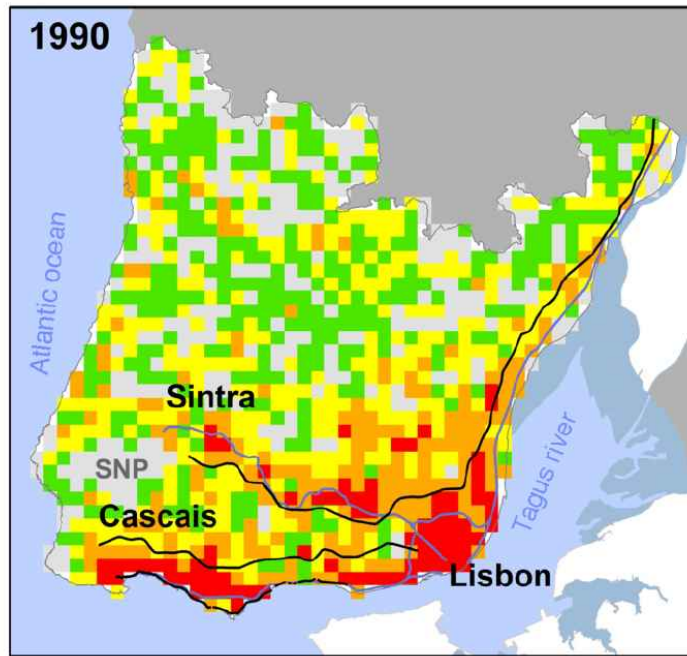 1990
Atlantic ocean
Sintra
SNP
Cascais
Tagus river
Lisbon